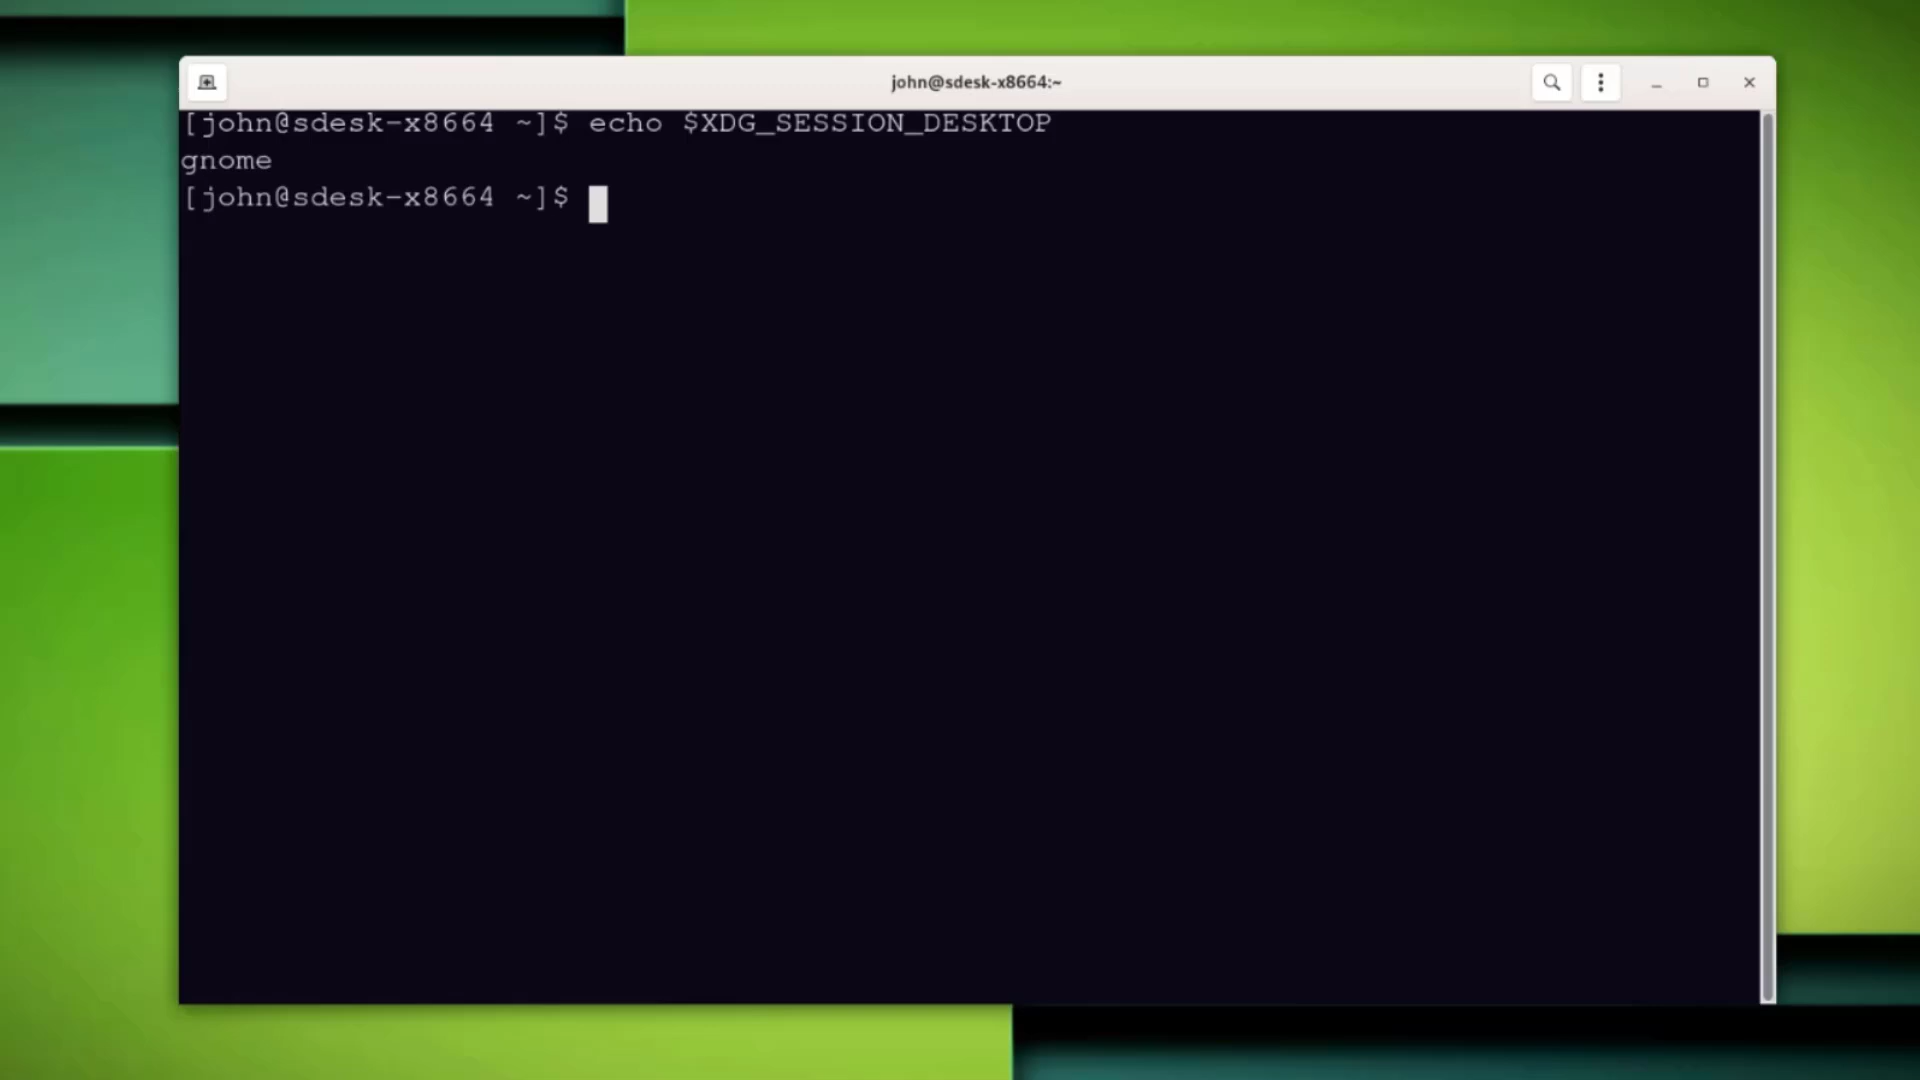 john@sdesk-x8664:~
[john@sdesk-x8664 ~]$ echo $XDG_SESSION_DESKTOP
gnome
[john@sdesk-x8664 ~]$